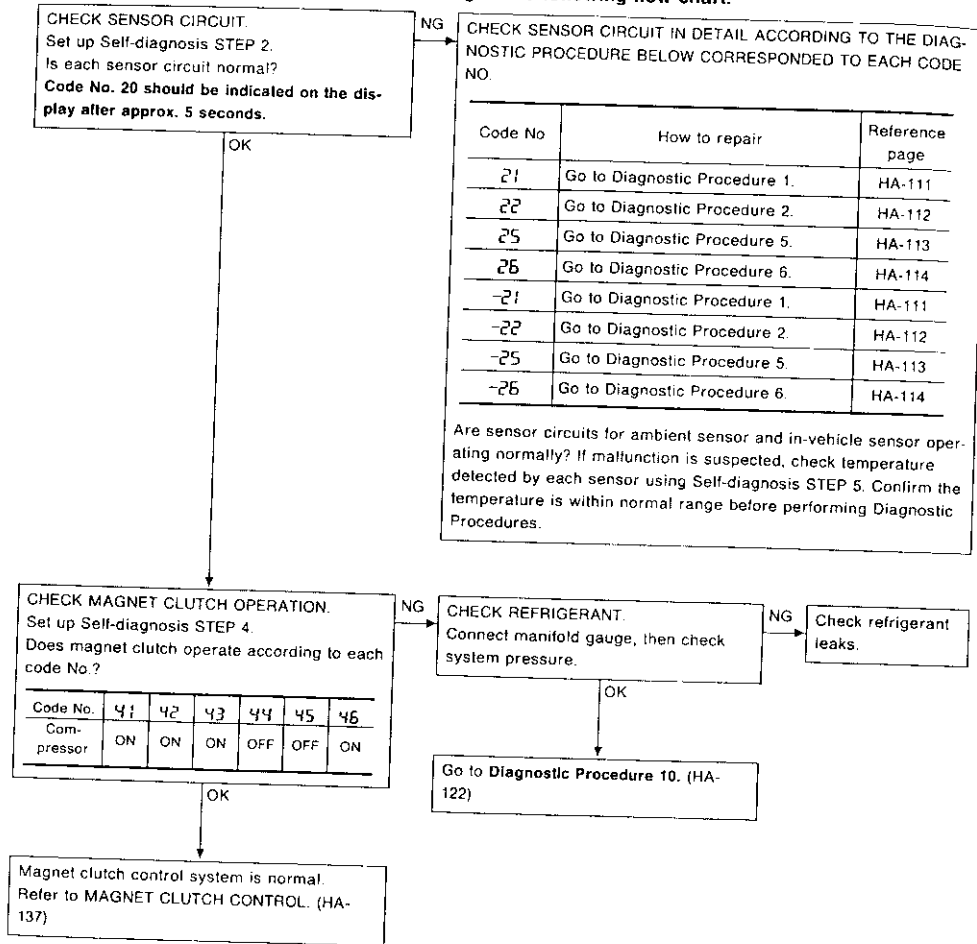 following flow chart.
CHECK SENSOR CIRCUIT.
Set up Self-diagnosis STEP 2.
Is each sensor circuit normal?
Code No. 20 should be indicated on the dis-
play after approx. 5 seconds.
NG
CHECK SENSOR CIRCUIT IN DETAIL ACCORDING TO THE DIAG-
NOSTIC PROCEDURE BELOW CORRESPONDED TO EACH CODE
NO.
Code No How to repair Reference page
21 Go to Diagnostic Procedure 1. HA-111
22 Go to Diagnostic Procedure 2. HA-112
25 Go to Diagnostic Procedure 5. HA-113
26 Go to Diagnostic Procedure 6. HA-114
-21 Go to Diagnostic Procedure 1. HA-111
-22 Go to Diagnostic Procedure 2. HA-112
-25 Go to Diagnostic Procedure 5. HA-113
-26 Go to Diagnostic Procedure 6. HA-114
Are sensor circuits for ambient sensor and in-vehicle sensor oper-
ating normally? If malfunction is suspected, check temperature
detected by each sensor using Self-diagnosis STEP 5. Confirm the
temperature is within normal range before performing Diagnostic
Procedures.
OK
CHECK MAGNET CLUTCH OPERATION.
Set up Self-diagnosis STEP 4.
Does magnet clutch operate according to each
code No.?
Code No. 41 42 43 44 45 46
Com-
pressor ON ON ON OFF OFF ON
NG
CHECK REFRIGERANT.
Connect manifold gauge, then check
system pressure.
NG
Check refrigerant
leaks.
OK
Go to Diagnostic Procedure 10. (HA-
122)
OK
Magnet clutch control system is normal.
Refer to MAGNET CLUTCH CONTROL. (HA-
137)